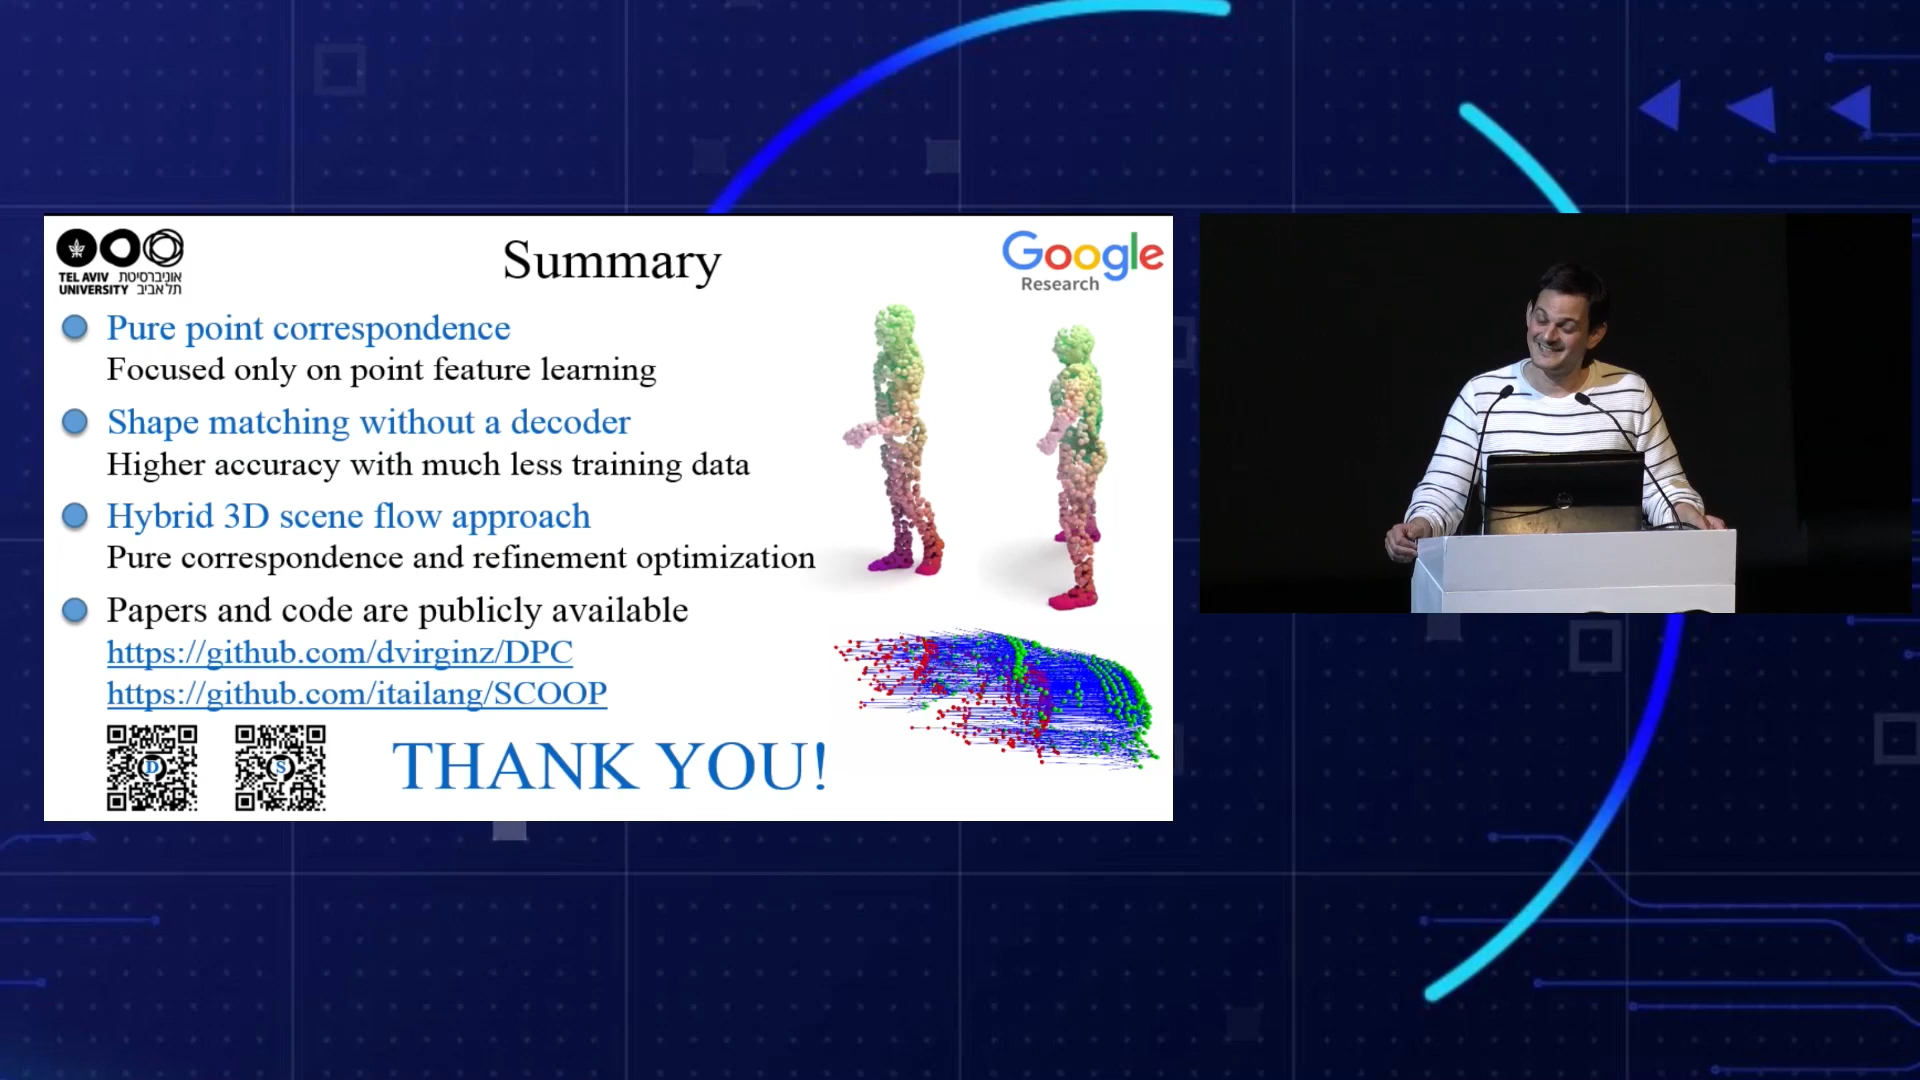 TEL AVIV אוניברסיטת
UNIVERSITY תל אביב
Summary
Google
Research
Pure point correspondence
Focused only on point feature learning
Shape matching without a decoder
Higher accuracy with much less training data
Hybrid 3D scene flow approach
Pure correspondence and refinement optimization
Papers and code are publicly available
https://github.com/dvirginz/DPC
https://github.com/itailang/SCOOP
D
S
THANK YOU!